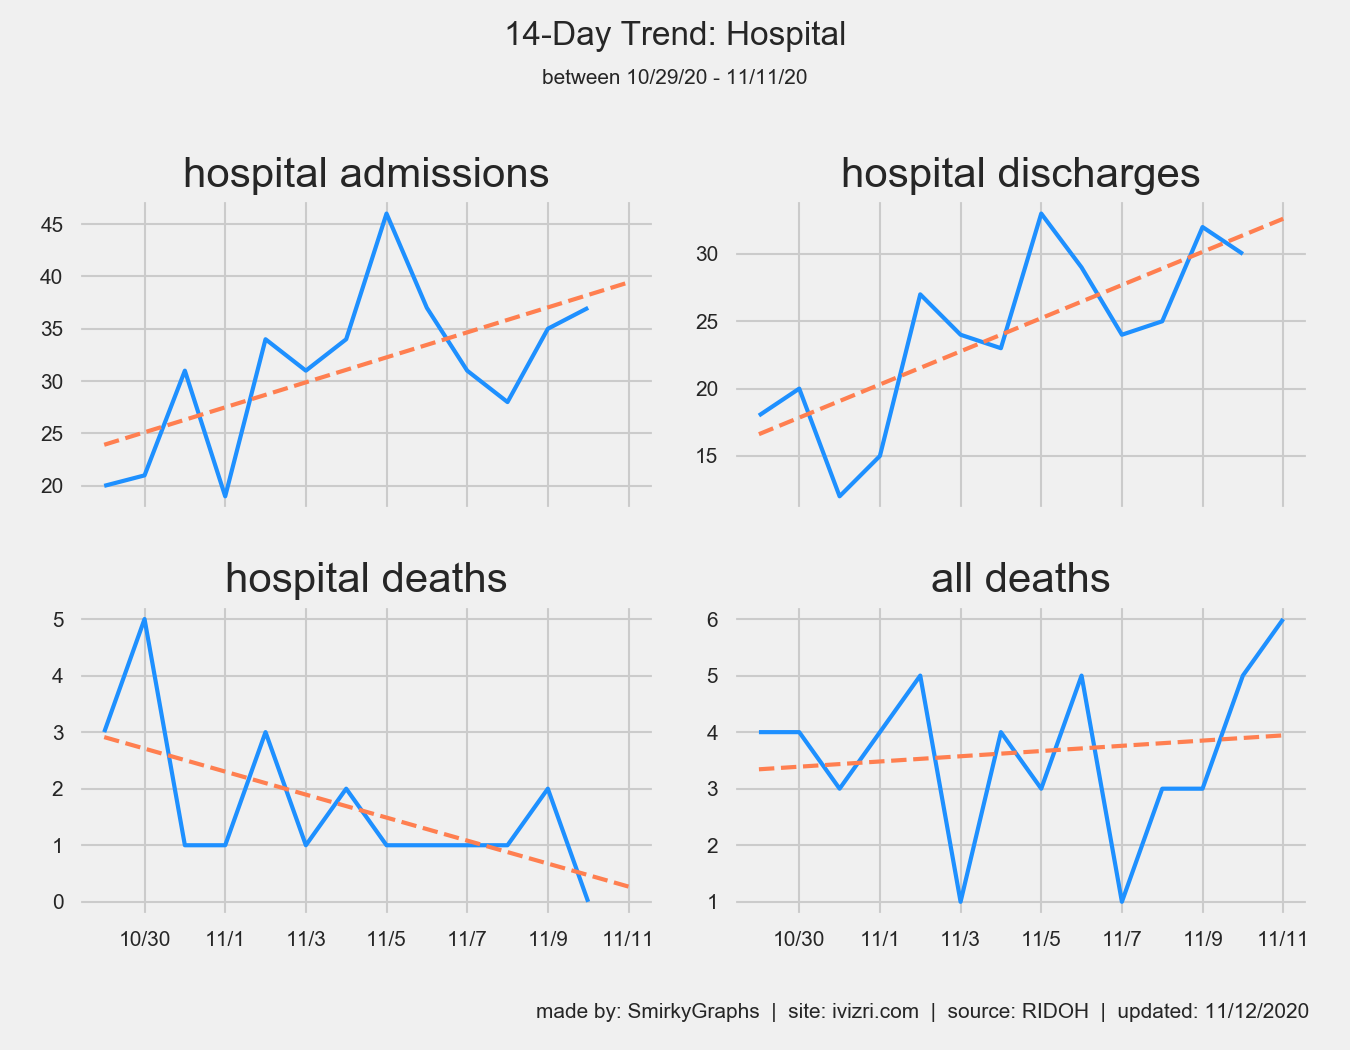 14-Day Trend: Hospital
between 10/29/20 - 11/11/20
hospital admissions
45
40
35
30
25
20
hospital discharges
30
25
20
15
hospital deaths
5
4
3
2
1
0
10/30 11/1 11/3 11/5 11/7 11/9 11/11
all deaths
6
5
4
3
2
1
10/30 11/1 11/3 11/5 11/7 11/9 11/11
made by: SmirkyGraphs | site: ivizri.com | source: RIDOH | updated: 11/12/2020